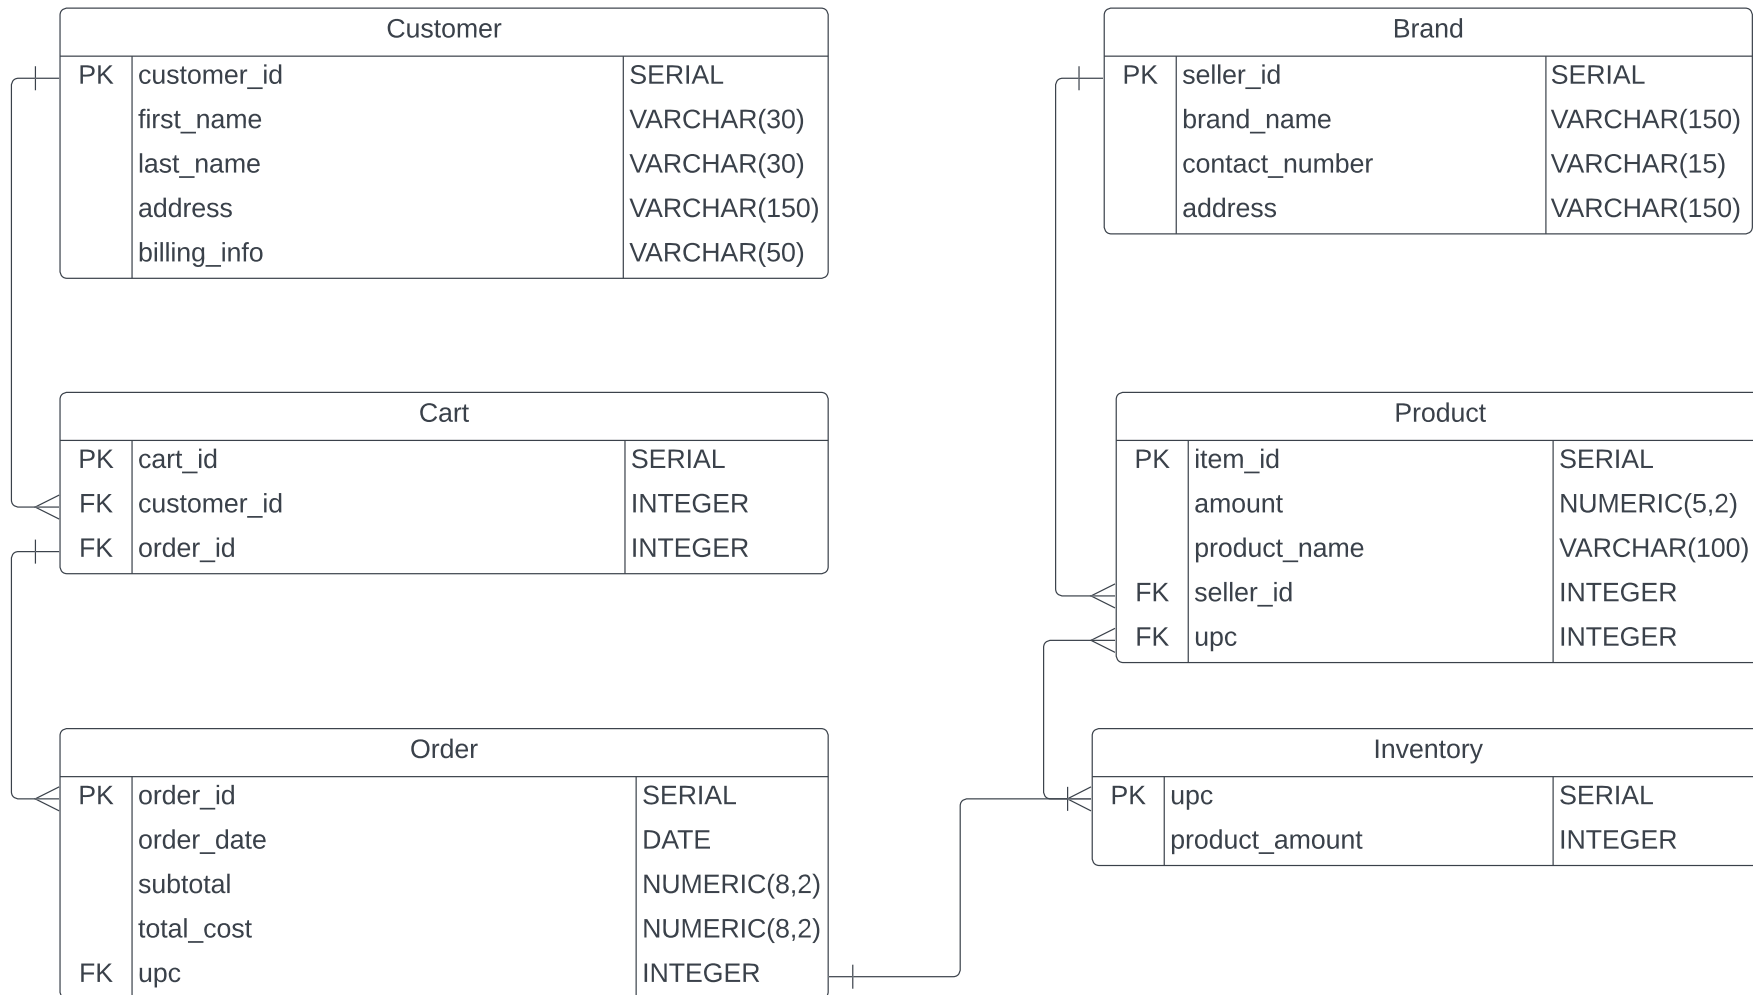 Customer
PK customer_id SERIAL
first_name VARCHAR(30)
last_name VARCHAR(30)
address VARCHAR(150)
billing_info VARCHAR(50)
Brand
PK seller_id SERIAL
brand_name VARCHAR(150)
contact_number VARCHAR(15)
address VARCHAR(150)
Cart
PK cart_id SERIAL
FK customer_id INTEGER
FK order_id INTEGER
Product
PK item_id SERIAL
amount NUMERIC(5,2)
product_name VARCHAR(100)
FK seller_id INTEGER
FK upc INTEGER
Order
PK order_id SERIAL
order_date DATE
subtotal NUMERIC(8,2)
total_cost NUMERIC(8,2)
FK upc INTEGER
Inventory
PK upc SERIAL
product_amount INTEGER